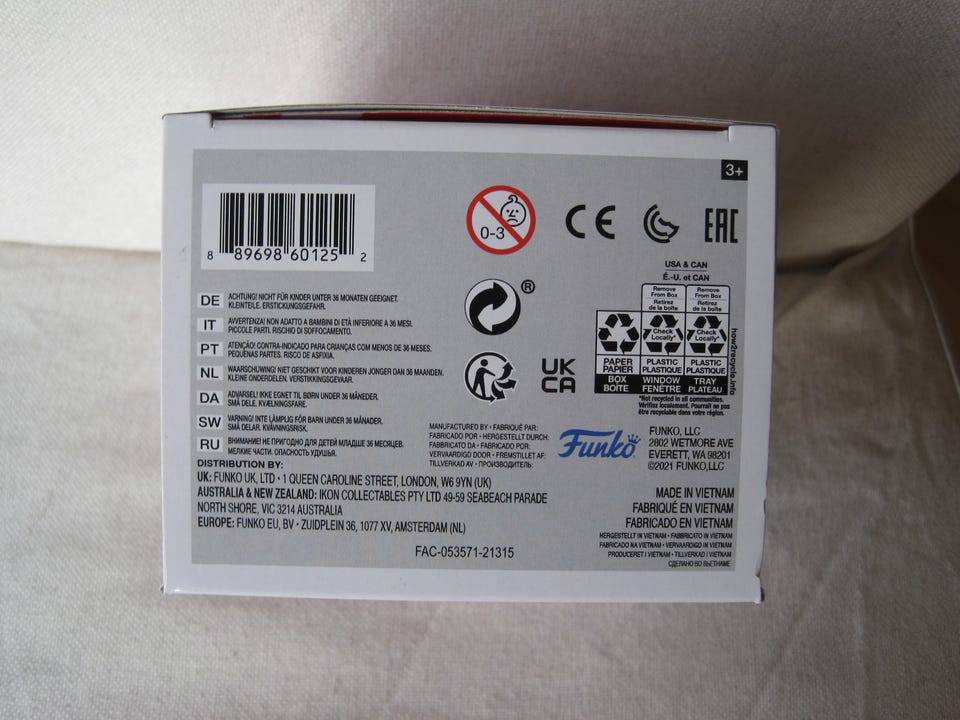 3+
8 89698 60125 2
0-3
CE
EAC
USA & CAN
É.-U. et CAN
Remove From Box
Retirez de la boîte
Remove From Box
Retirez de la boîte
Check Locally*
Check Locally*
PAPER
PAPIER
PLASTIC
PLASTIQUE
PLASTIC
PLASTIQUE
BOX
BOÎTE
WINDOW
FENÊTRE
TRAY
PLATEAU
*Not recycled in all communities.
Vérifiez localement. Pourrait ne pas
être recyclable dans votre région.
how2recycle.info
®
UK
CA
DE ACHTUNG! NICHT FÜR KINDER UNTER 36 MONATEN GEEIGNET.
KLEINTEILE. ERSTICKUNGSGEFAHR.
IT AVVERTENZA! NON ADATTO A BAMBINI DI ETÀ INFERIORE A 36 MESI.
PICCOLE PARTI. RISCHIO DI SOFFOCAMENTO.
PT ATENÇÃO! CONTRA-INDICADO PARA CRIANÇAS COM MENOS DE 36 MESES.
PEQUENAS PARTES. RISCO DE ASFIXIA.
NL WAARSCHUWING! NIET GESCHIKT VOOR KINDEREN JONGER DAN 36 MAANDEN.
KLEINE ONDERDELEN. VERSTIKKINGSGEVAAR.
DA ADVARSEL! IKKE EGNET TIL BØRN UNDER 36 MÅNEDER.
SMÅ DELE. KVÆLNINGSFARE.
SW VARNING! INTE LÄMPLIG FÖR BARN UNDER 36 MÅNADER.
SMÅ DELAR. KVÄVNINGSRISK.
RU ВНИМАНИЕ! НЕ ПРИГОДНО ДЛЯ ДЕТЕЙ МЛАДШЕ 36 МЕСЯЦЕВ.
МЕЛКИЕ ЧАСТИ. ОПАСНОСТЬ УДУШЬЯ.
MANUFACTURED BY • FABRIQUÉ PAR:
FABRICADO POR • HERGESTELLT DURCH:
FABBRICATO DA • FABRICADO POR:
VERVAARDIGD DOOR • FREMSTILLET AF:
TILLVERKAD AV • ПРОИЗВОДИТЕЛЬ:
Funko
FUNKO, LLC
2802 WETMORE AVE
EVERETT, WA 98201
©2021 FUNKO,LLC
DISTRIBUTION BY:
UK: FUNKO UK, LTD • 1 QUEEN CAROLINE STREET, LONDON, W6 9YN (UK)
AUSTRALIA & NEW ZEALAND: IKON COLLECTABLES PTY LTD 49-59 SEABEACH PARADE
NORTH SHORE, VIC 3214 AUSTRALIA
EUROPE: FUNKO EU, BV • ZUIDPLEIN 36, 1077 XV, AMSTERDAM (NL)
MADE IN VIETNAM
FABRIQUÉ EN VIETNAM
FABRICADO EN VIETNAM
HERGESTELLT IN VIETNAM • FABBRICATO IN VIETNAM
FABRICADO NA VIETNAM • VERVAARDIGD IN VIETNAM
PRODUCERET I VIETNAM • TILLVERKAD I VIETNAM
СДЕЛАНО ВО ВЬЕТНАМЕ
FAC-053571-21315